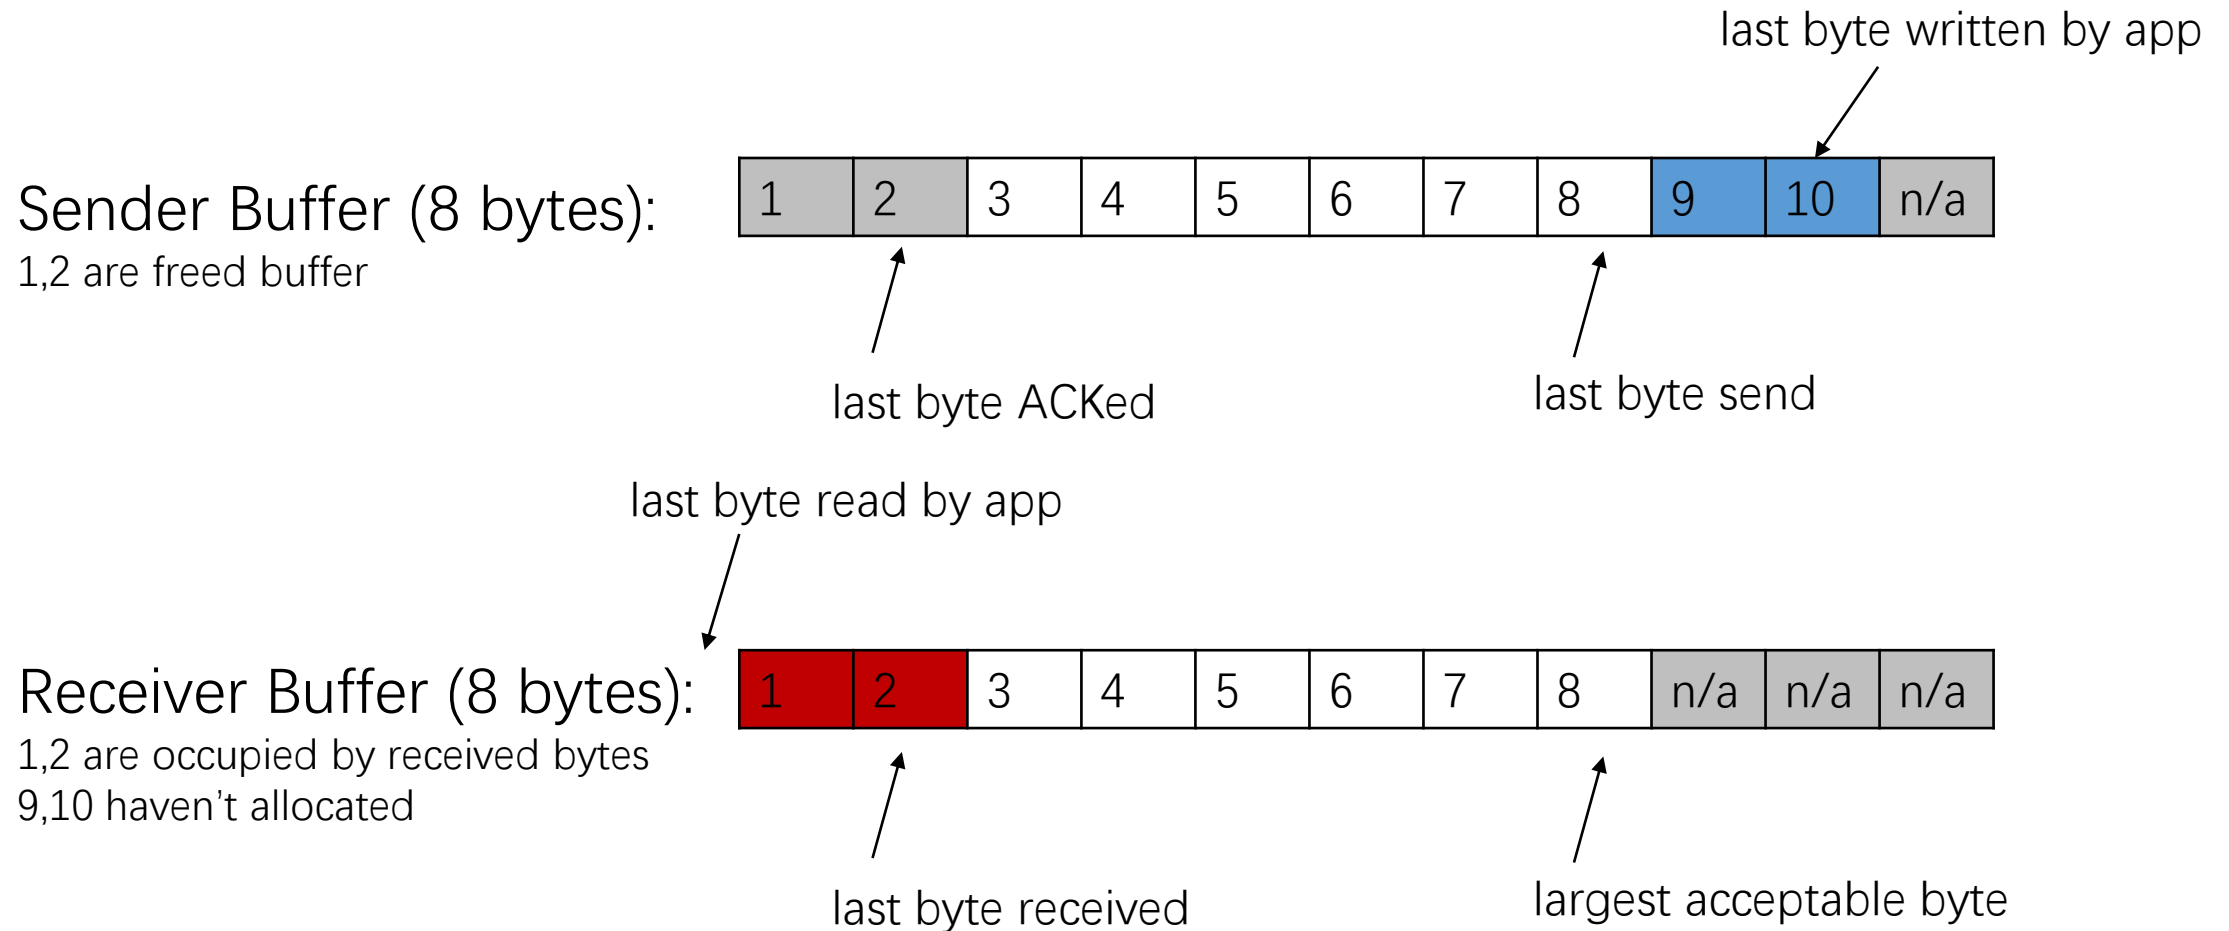 last byte written by app
Sender Buffer (8 bytes):
1 2 3 4 5 6 7 8 9 10 n/a
1,2 are freed buffer
last byte ACKed
last byte send
last byte read by app
Receiver Buffer (8 bytes):
1 2 3 4 5 6 7 8 n/a n/a n/a
1,2 are occupied by received bytes
9,10 haven’t allocated
last byte received
largest acceptable byte